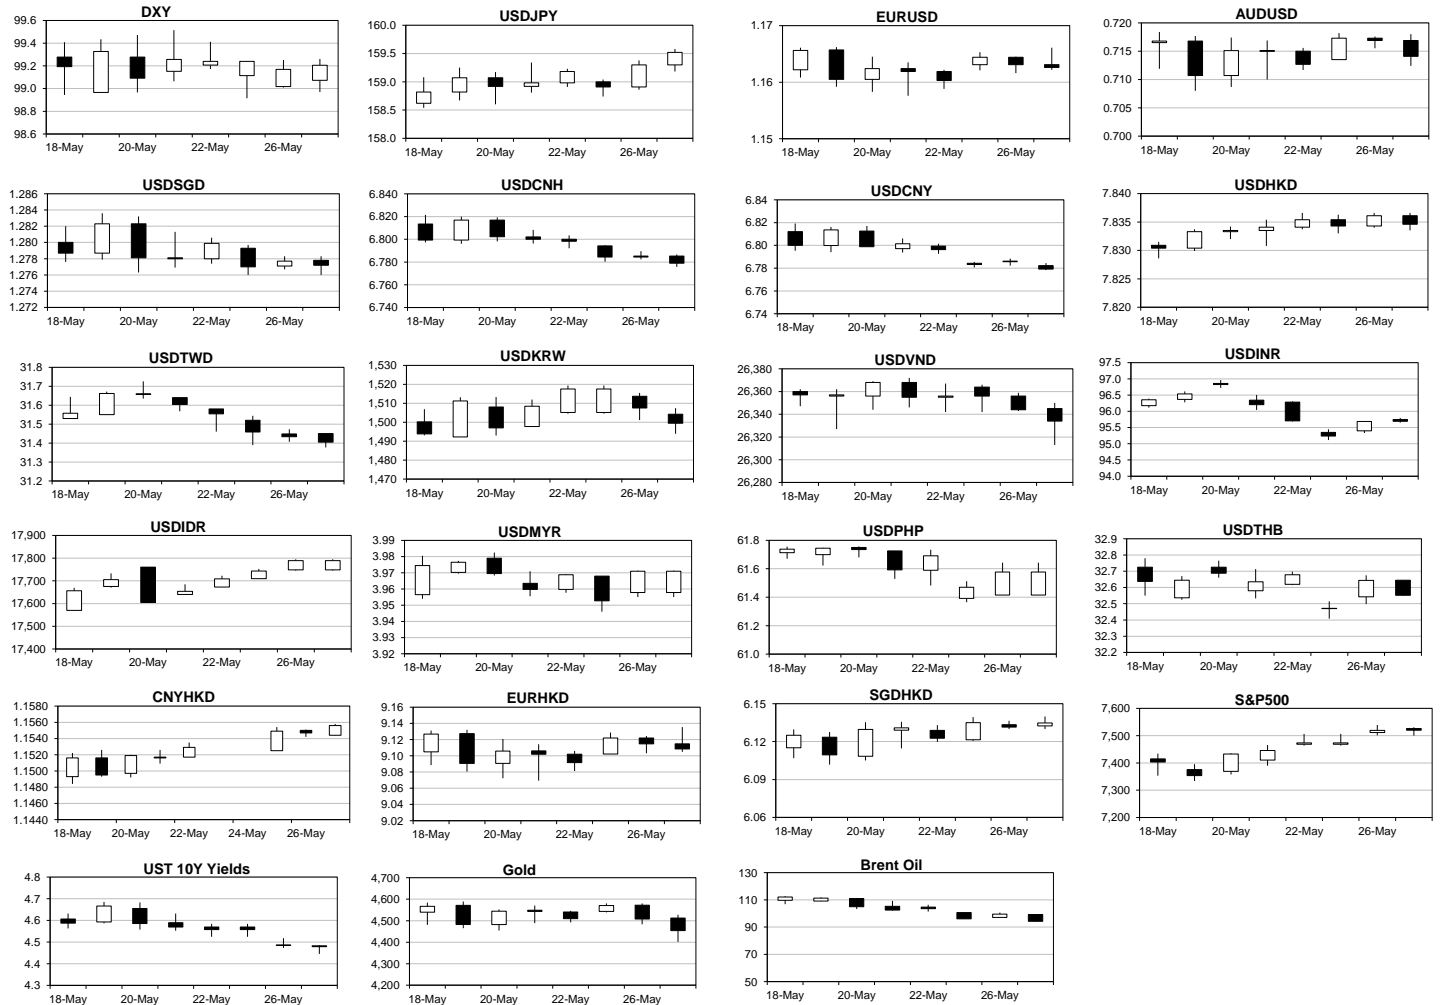 DXY
99.6
99.4
99.2
99.0
98.8
98.6
18-May
20-May
22-May
26-May
USDJPY
160.0
159.5
159.0
158.5
158.0
18-May
20-May
22-May
26-May
EURUSD
1.17
1.16
1.15
18-May
20-May
22-May
26-May
AUDUSD
0.720
0.715
0.710
0.705
0.700
18-May
20-May
22-May
26-May
USDSGD
1.286
1.284
1.282
1.280
1.278
1.276
1.274
1.272
18-May
20-May
22-May
26-May
USDCNH
6.840
6.820
6.800
6.780
6.760
6.740
18-May
20-May
22-May
26-May
USDCNY
6.84
6.82
6.80
6.78
6.76
6.74
18-May
20-May
22-May
26-May
USDHKD
7.840
7.835
7.830
7.825
7.820
18-May
20-May
22-May
26-May
USDTWD
31.8
31.7
31.6
31.5
31.4
31.3
31.2
18-May
20-May
22-May
26-May
USDKRW
1,530
1,520
1,510
1,500
1,490
1,480
1,470
18-May
20-May
22-May
26-May
USDVND
26,380
26,360
26,340
26,320
26,300
26,280
18-May
20-May
22-May
26-May
USDINR
97.5
97.0
96.5
96.0
95.5
95.0
94.5
94.0
18-May
20-May
22-May
26-May
USDIDR
17,900
17,800
17,700
17,600
17,500
17,400
18-May
20-May
22-May
26-May
USDMYR
3.99
3.98
3.97
3.96
3.95
3.94
3.93
3.92
18-May
20-May
22-May
26-May
USDPHP
61.8
61.6
61.4
61.2
61.0
18-May
20-May
22-May
26-May
USDTHB
32.9
32.8
32.7
32.6
32.5
32.4
32.3
32.2
18-May
20-May
22-May
26-May
CNYHKD
1.1580
1.1560
1.1540
1.1520
1.1500
1.1480
1.1460
1.1440
18-May
20-May
22-May
24-May
26-May
EURHKD
9.16
9.14
9.12
9.10
9.08
9.06
9.04
9.02
18-May
20-May
22-May
26-May
SGDHKD
6.15
6.12
6.09
6.06
18-May
20-May
22-May
26-May
S&P500
7,600
7,500
7,400
7,300
7,200
18-May
20-May
22-May
26-May
UST 10Y Yields
4.8
4.7
4.6
4.5
4.4
4.3
18-May
20-May
22-May
26-May
Gold
4,700
4,600
4,500
4,400
4,300
4,200
18-May
20-May
22-May
26-May
Brent Oil
130
110
90
70
50
18-May
20-May
22-May
26-May